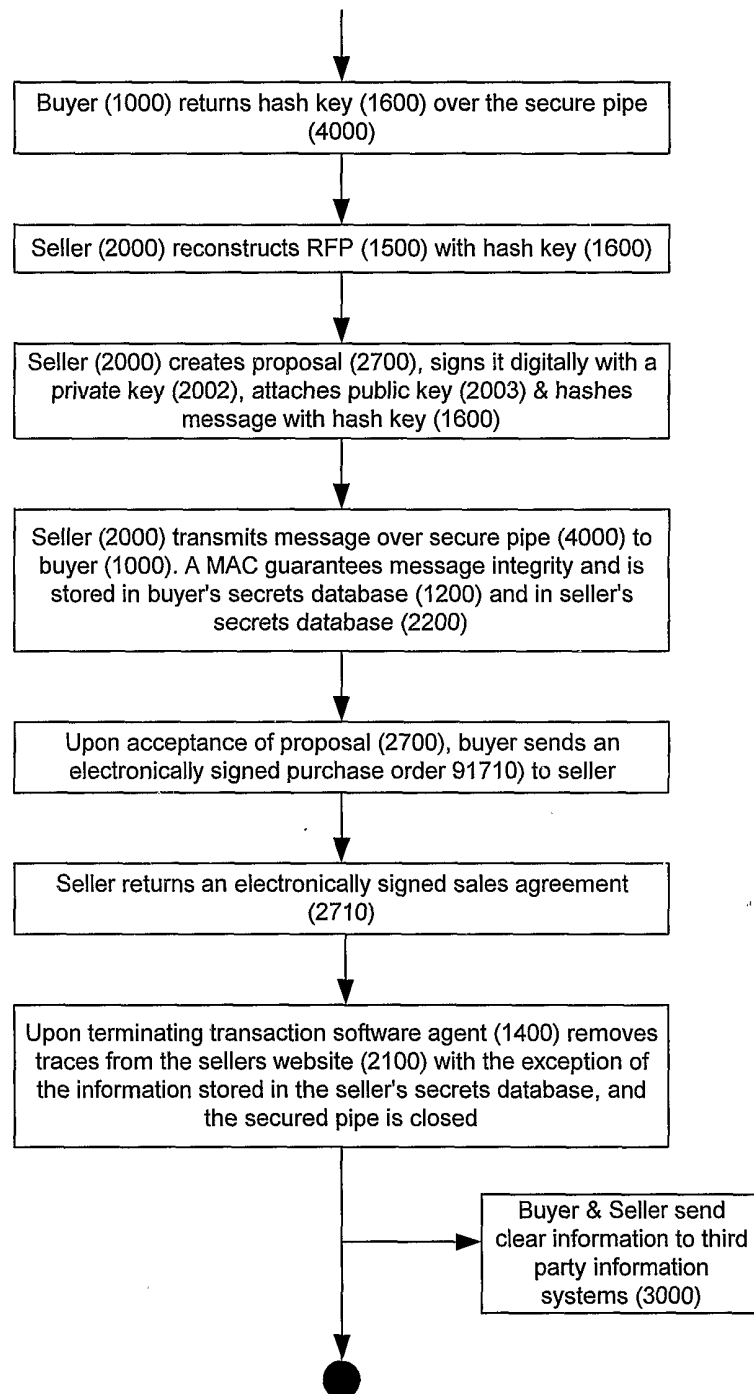 Buyer (1000) returns hash key (1600) over the secure pipe
(4000)
Seller (2000) reconstructs RFP (1500) with hash key (1600)
Seller (2000) creates proposal (2700), signs it digitally with a
private key (2002), attaches public key (2003) & hashes
message with hash key (1600)
Seller (2000) transmits message over secure pipe (4000) to
buyer (1000). A MAC guarantees message integrity and is
stored in buyer's secrets database (1200) and in seller's
secrets database (2200)
Upon acceptance of proposal (2700), buyer sends an
electronically signed purchase order 91710) to seller
Seller returns an electronically signed sales agreement
(2710)
Upon terminating transaction software agent (1400) removes
traces from the sellers website (2100) with the exception of
the information stored in the seller's secrets database, and
the secured pipe is closed
Buyer & Seller send
clear information to third
party information
systems (3000)